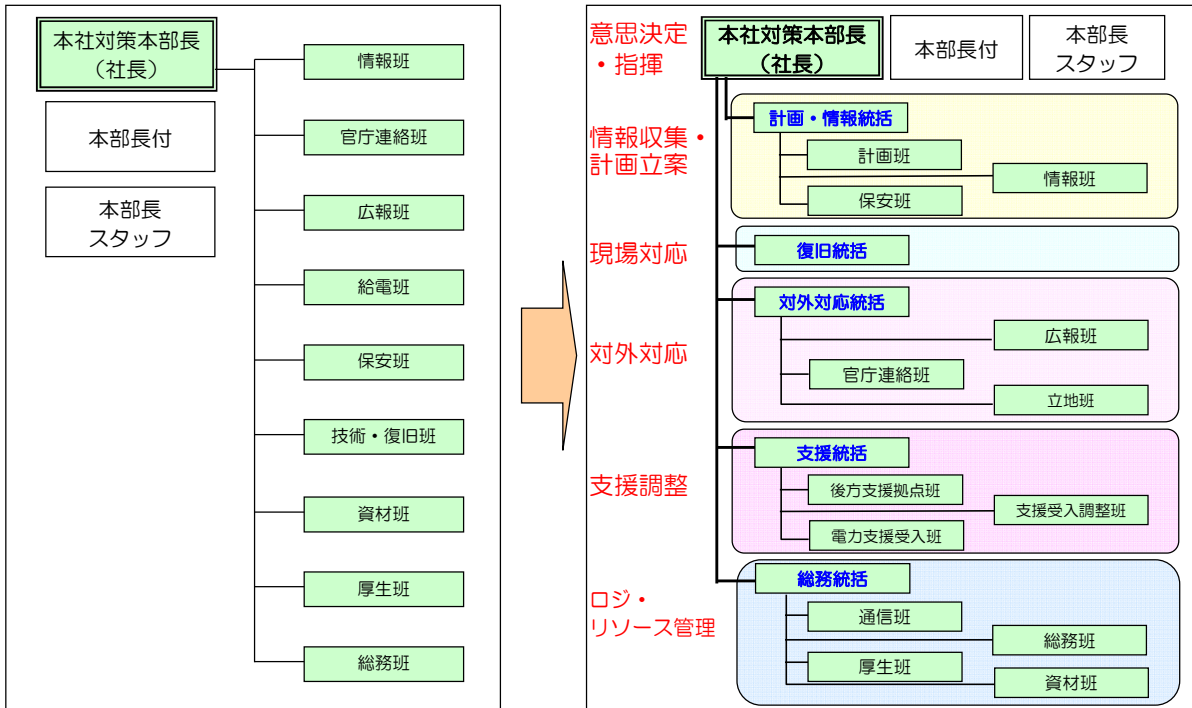 本社対策本部長
（社長）
本部長付
本部長
スタッフ
情報班
官庁連絡班
広報班
給電班
保安班
技術・復旧班
資材班
厚生班
総務班
意思決定
・指揮
本社対策本部長
（社長）
本部長付
本部長
スタッフ
情報収集・
計画立案
計画・情報統括
計画班
情報班
保安班
現場対応
復旧統括
対外対応
対外対応統括
広報班
官庁連絡班
立地班
支援調整
支援統括
後方支援拠点班
支援受入調整班
電力支援受入班
ロジ・
リソース管理
総務統括
通信班
総務班
厚生班
資材班